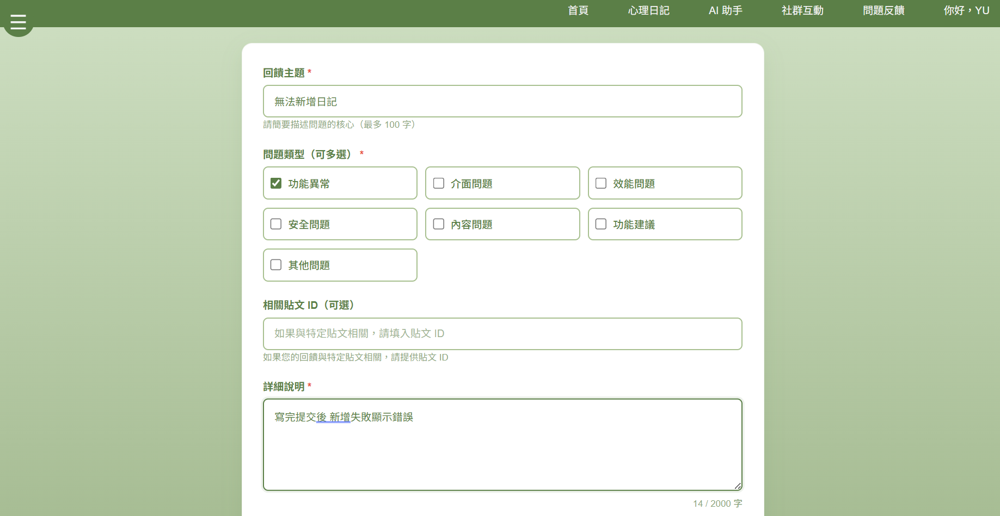 首頁 心理日記 AI 助手 社群互動 問題反饋 你好，YU
回饋主題 *
無法新增日記
請簡要描述問題的核心（最多 100 字）
問題類型（可多選） *
功能異常 介面問題 效能問題
安全問題 內容問題 功能建議
其他問題
相關貼文 ID（可選）
如果與特定貼文相關，請填入貼文 ID
如果您的回饋與特定貼文相關，請提供貼文 ID
詳細說明 *
寫完提交後 新增失敗顯示錯誤
14 / 2000 字